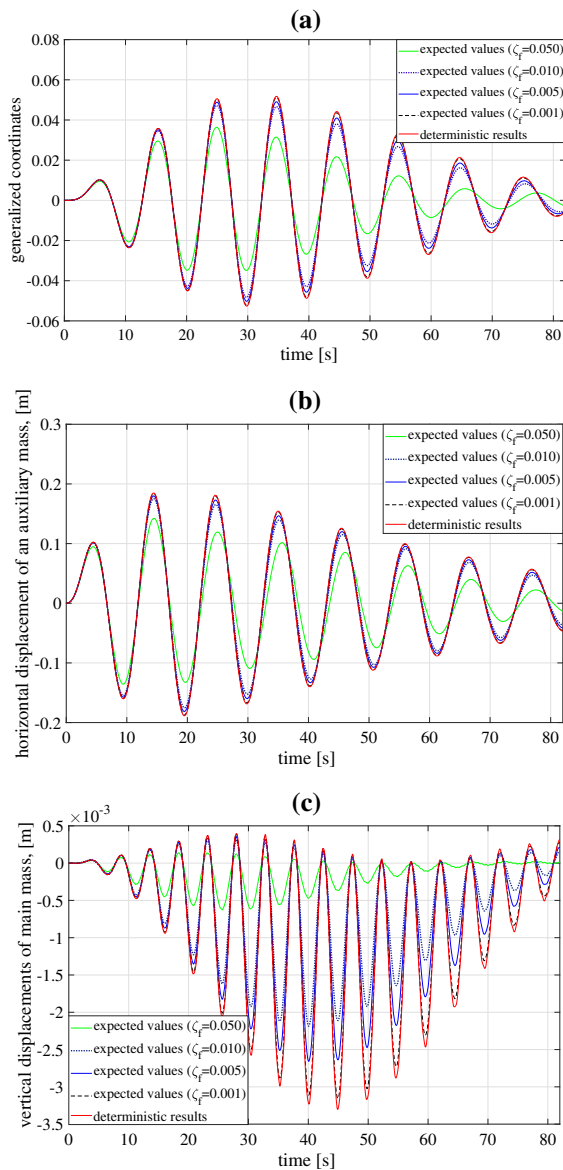 (a)
0.08
0.06
0.04
0.02
0
-0.02
-0.04
-0.06
generalized coordinates
expected values (ζf=0.050)
expected values (ζf=0.010)
expected values (ζf=0.005)
expected values (ζf=0.001)
deterministic results
0 10 20 30 40 50 60 70 80
time [s]
(b)
0.3
0.2
0.1
0
-0.1
-0.2
horizontal displacement of an auxiliary mass, [m]
expected values (ζf=0.050)
expected values (ζf=0.010)
expected values (ζf=0.005)
expected values (ζf=0.001)
deterministic results
0 10 20 30 40 50 60 70 80
time [s]
(c)
×10-3
0.5
0
-0.5
-1
-1.5
-2
-2.5
-3
-3.5
vertical displacements of main mass, [m]
expected values (ζf=0.050)
expected values (ζf=0.010)
expected values (ζf=0.005)
expected values (ζf=0.001)
deterministic results
0 10 20 30 40 50 60 70 80
time [s]